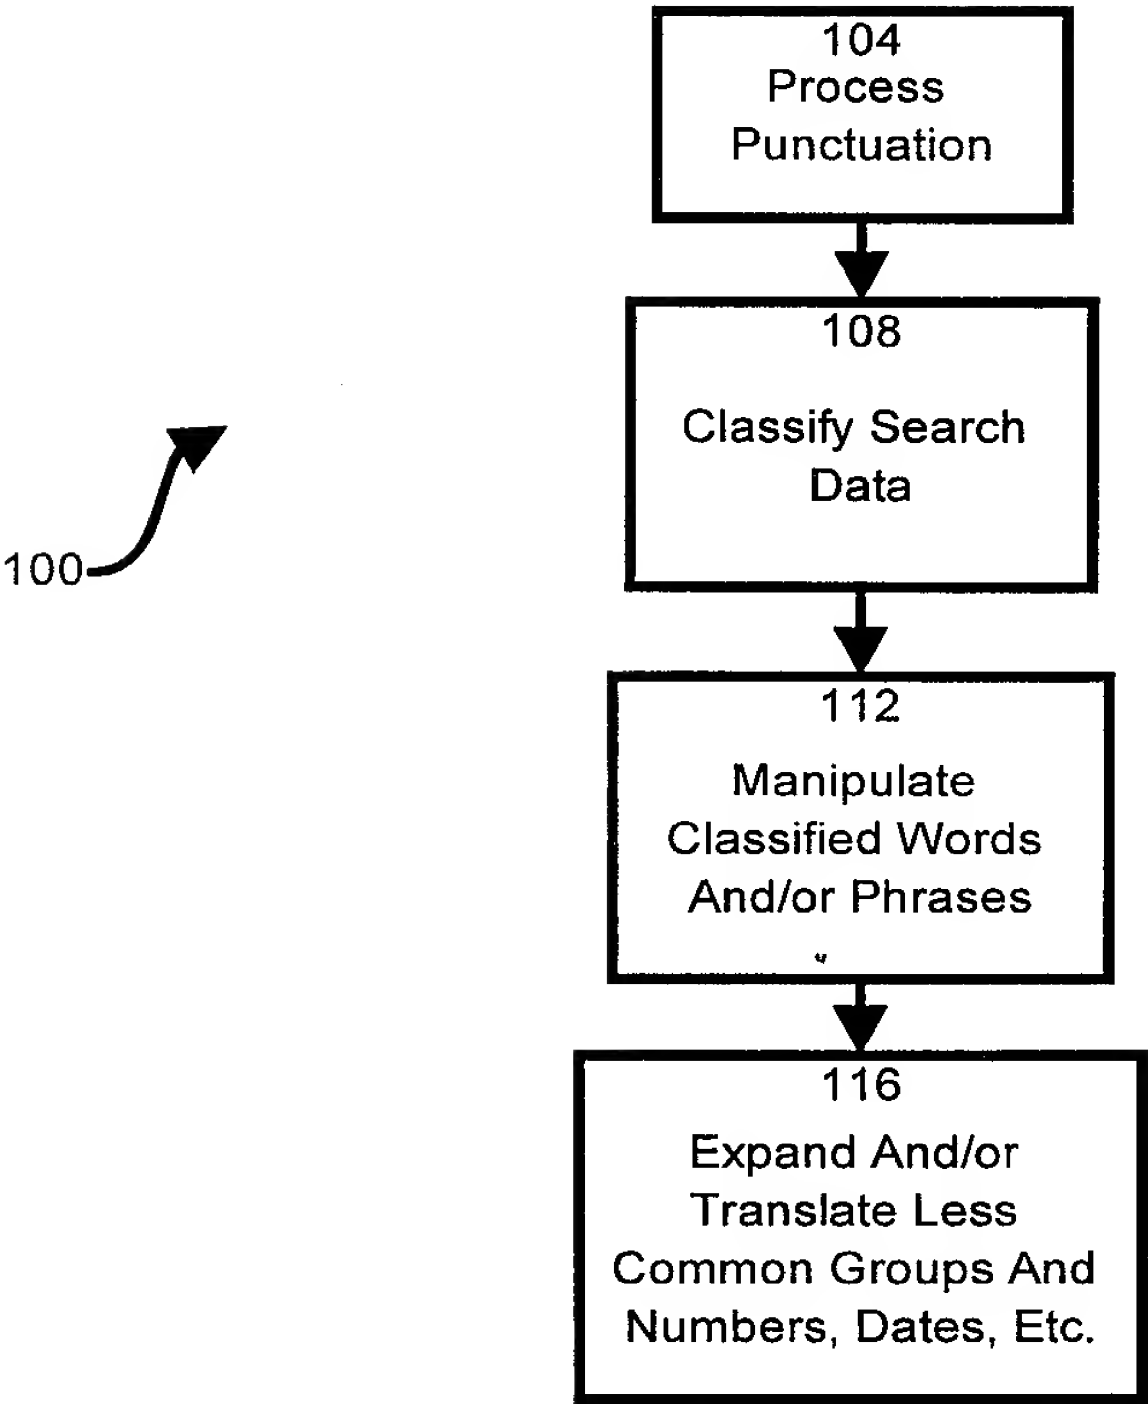 104
Process
Punctuation
108
Classify Search
Data
100
112
Manipulate
Classified Words
And/or Phrases
116
Expand And/or
Translate Less
Common Groups And
Numbers, Dates, Etc.